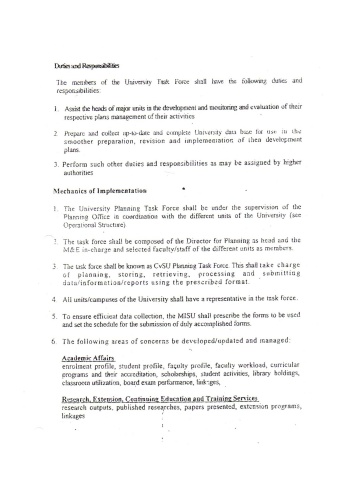 Duties and Responsibilities
The members of the University Task Force shall have the following duties and
responsibilities:
1. Assist the heads of major units in the development and monitoring and evaluation of their
respective plans management of their activities
2. Prepare and collect up-to-date and complete University data base for use in the
smoother preparation, revision and implementation of their development
plans.
3. Perform such other duties and responsibilities as may be assigned by higher
authorities
Mechanics of Implementation
1. The University Planning Task Force shall be under the supervision of the
Planning Office in coordination with the different units of the University (see
Operational Structure)
2. The task force shall be composed of the Director for Planning as head and the
M&E in-charge and selected faculty/staff of the different units as members.
3. The task force shall be known as CvSU Planning Task Force. This shall take charge
of planning, storing, retrieving, processing and submitting
data/information/reports using the prescribed format.
4. All units/campuses of the University shall have a representative in the task force.
5. To ensure efficient data collection, the MISU shall prescribe the forms to be used
and set the schedule for the submission of duly accomplished forms.
6. The following areas of concerns be developed/updated and managed:
Academic Affairs
enrolment profile, student profile, faculty profile, faculty workload, curricular
programs and their accreditation, scholarships, student activities, library holdings,
classroom utilization, board exam performance, linkages,
Research, Extension, Continuing Education and Training Services
research outputs, published researches, papers presented, extension programs,
linkages